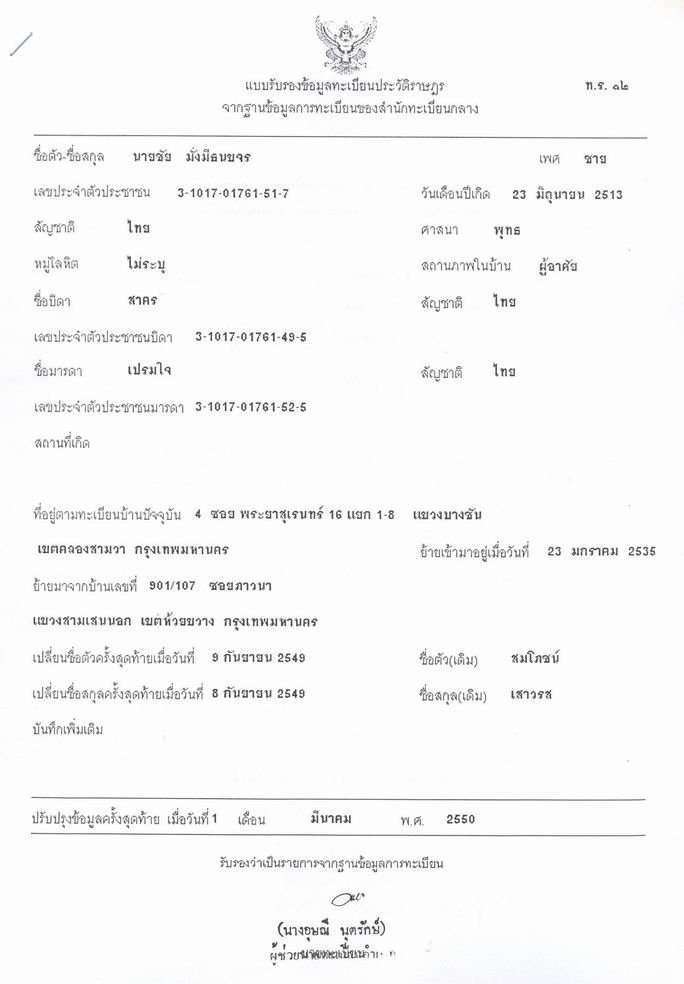 แบบรับรองข้อมูลทะเบียนประวัติราษฎร ท.ร. ๑๒
จากฐานข้อมูลการทะเบียนของสำนักทะเบียนกลาง
ชื่อตัว-ชื่อสกุล นายชัย มั่งมีธนขจร เพศ ชาย
เลขประจำตัวประชาชน 3-1017-01761-51-7 วันเดือนปีเกิด 23 มิถุนายน 2513
สัญชาติ ไทย ศาสนา พุทธ
หมู่โลหิต ไม่ระบุ สถานภาพในบ้าน ผู้อาศัย
ชื่อบิดา สาคร สัญชาติ ไทย
เลขประจำตัวประชาชนบิดา 3-1017-01761-49-5
ชื่อมารดา เปรมใจ สัญชาติ ไทย
เลขประจำตัวประชาชนมารดา 3-1017-01761-52-5
สถานที่เกิด
ที่อยู่ตามทะเบียนบ้านปัจจุบัน 4 ซอย พระยาสุเรนทร์ 16 แยก 1-8 แขวงบางชัน
เขตคลองสามวา กรุงเทพมหานคร ย้ายเข้ามาอยู่เมื่อวันที่ 23 มกราคม 2535
ย้ายมาจากบ้านเลขที่ 901/107 ซอยภาวนา
แขวงสามเสนนอก เขตห้วยขวาง กรุงเทพมหานคร
เปลี่ยนชื่อตัวครั้งสุดท้ายเมื่อวันที่ 9 กันยายน 2549 ชื่อตัว(เดิม) สมโภชน์
เปลี่ยนชื่อสกุลครั้งสุดท้ายเมื่อวันที่ 8 กันยายน 2549 ชื่อสกุล(เดิม) เสาวรส
บันทึกเพิ่มเติม
ปรับปรุงข้อมูลครั้งสุดท้าย เมื่อวันที่ 1 เดือน มีนาคม พ.ศ. 2550
รับรองว่าเป็นรายการจากฐานข้อมูลการทะเบียน
(นางอุษณี นุตรักษ์)